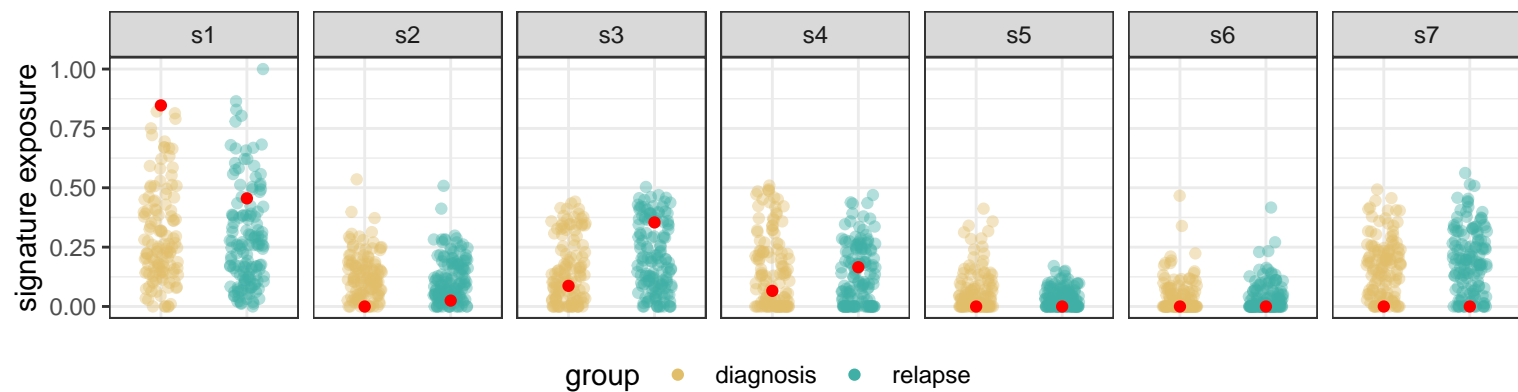 s1 s2 s3 s4 s5 s6 s7
signature exposure
1.00
0.75
0.50
0.25
0.00
group diagnosis relapse